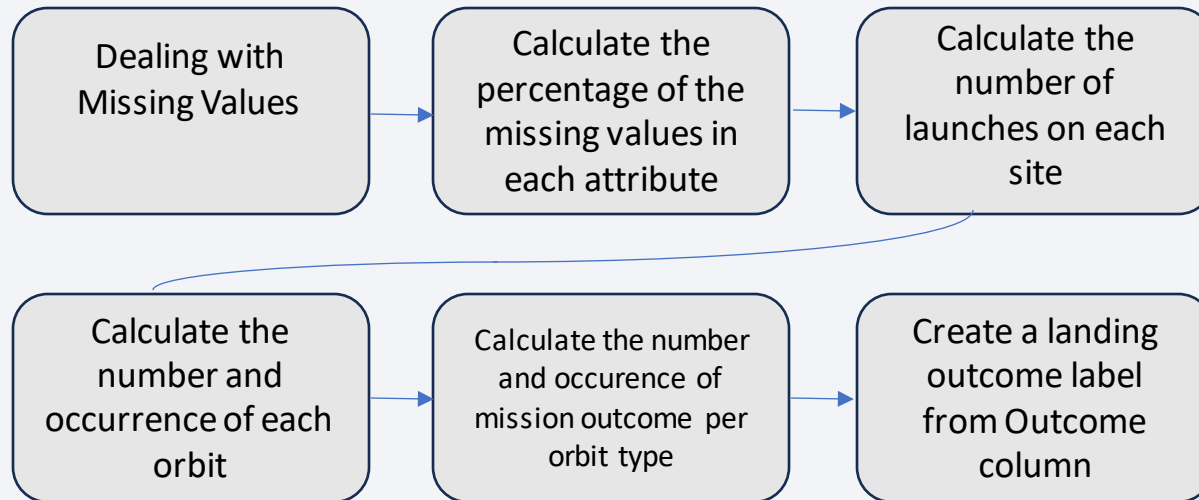 Dealing with
Missing Values
Calculate the
percentage of the
missing values in
each attribute
Calculate the
number of
launches on each
site
Calculate the
number and
occurrence of each
orbit
Calculate the number
and occurence of
mission outcome per
orbit type
Create a landing
outcome label
from Outcome
column